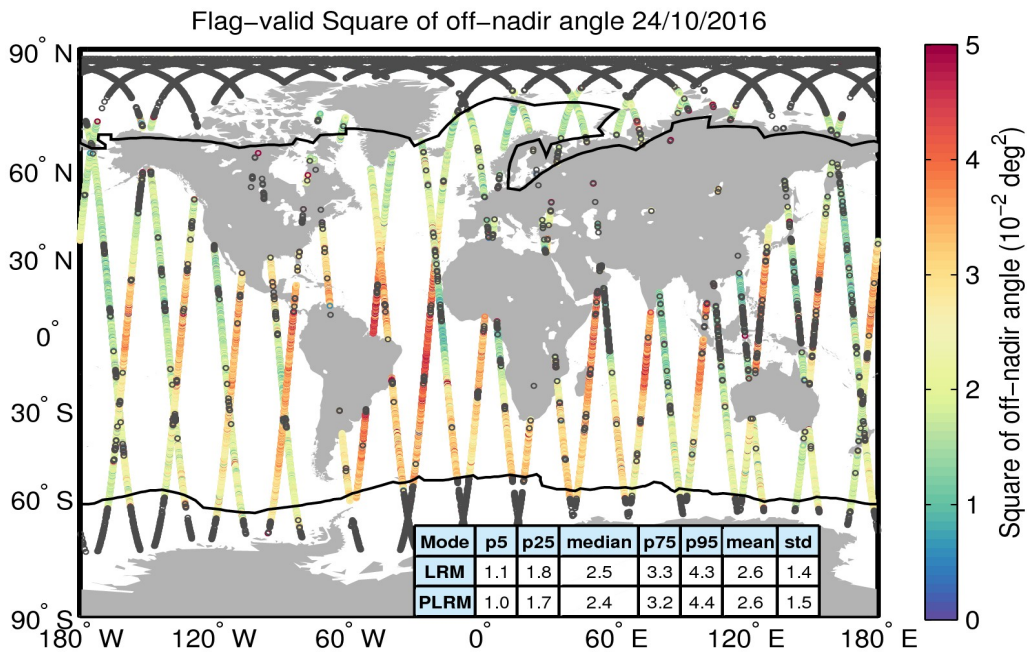 Flag−valid Square of off−nadir angle 24/10/2016
90° N
60° N
30° N
0°
30° S
60° S
90° S
180° W
120° W
60° W
0°
60° E
120° E
180° E
Mode p5 p25 median p75 p95 mean std
LRM 1.1 1.8 2.5 3.3 4.3 2.6 1.4
PLRM 1.0 1.7 2.4 3.2 4.4 2.6 1.5
5
4
3
2
1
0
Square of off−nadir angle (10⁻² deg²)